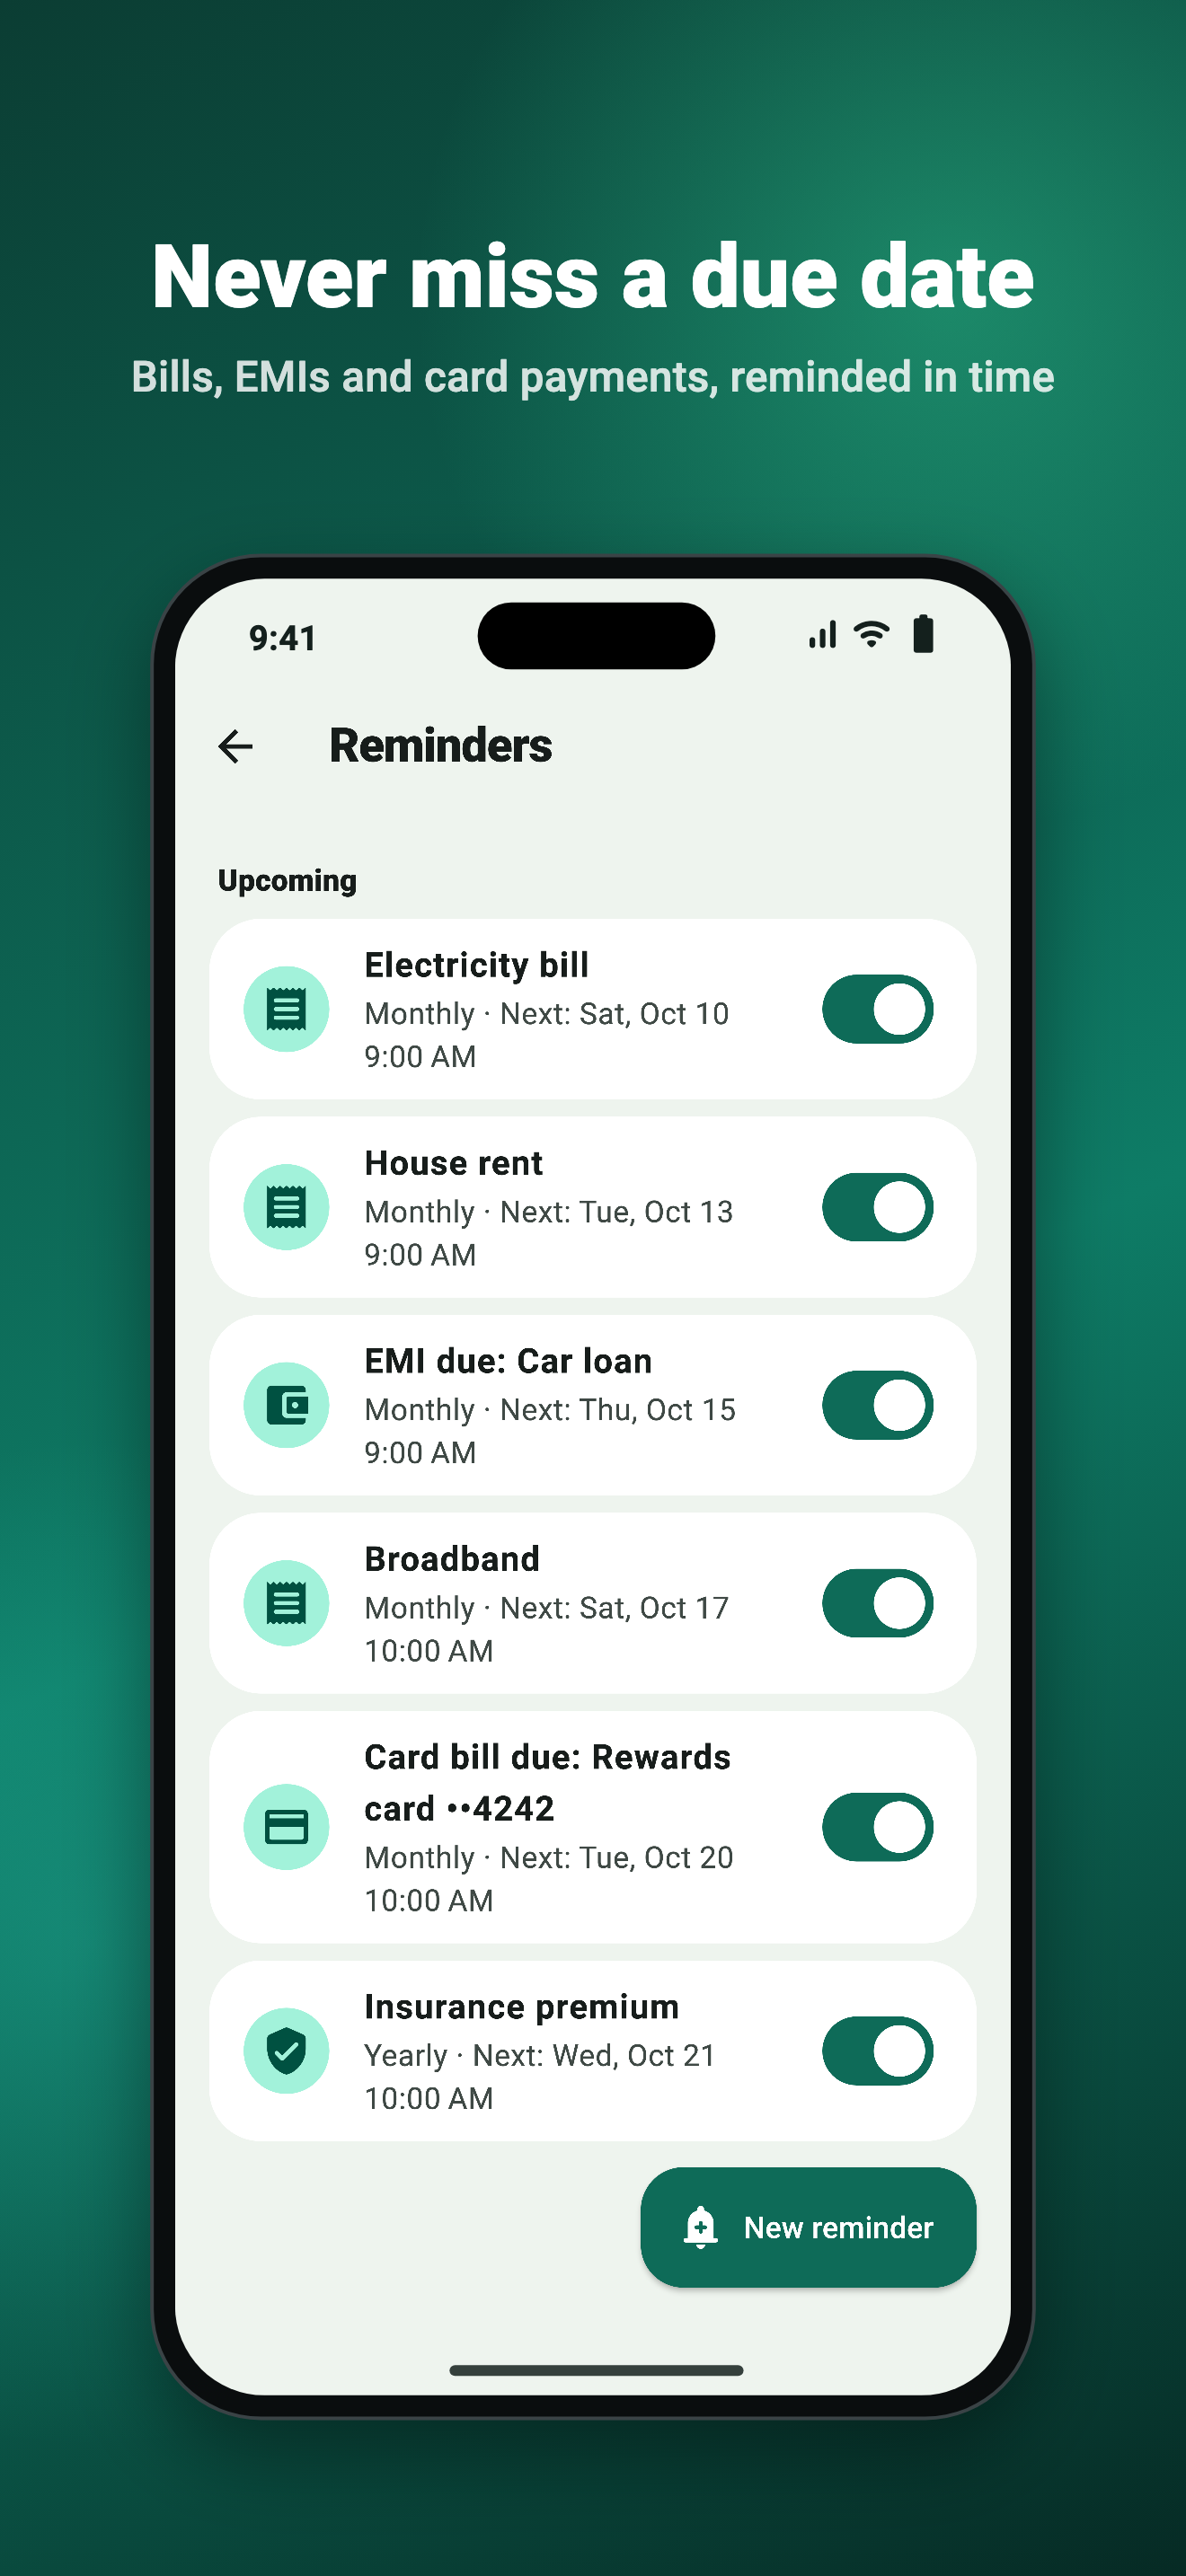 Never miss a due date
Bills, EMIs and card payments, reminded in time
9:41
Reminders
Upcoming
Electricity bill
Monthly · Next: Sat, Oct 10
9:00 AM
House rent
Monthly · Next: Tue, Oct 13
9:00 AM
EMI due: Car loan
Monthly · Next: Thu, Oct 15
9:00 AM
Broadband
Monthly · Next: Sat, Oct 17
10:00 AM
Card bill due: Rewards
card ••4242
Monthly · Next: Tue, Oct 20
10:00 AM
Insurance premium
Yearly · Next: Wed, Oct 21
10:00 AM
New reminder